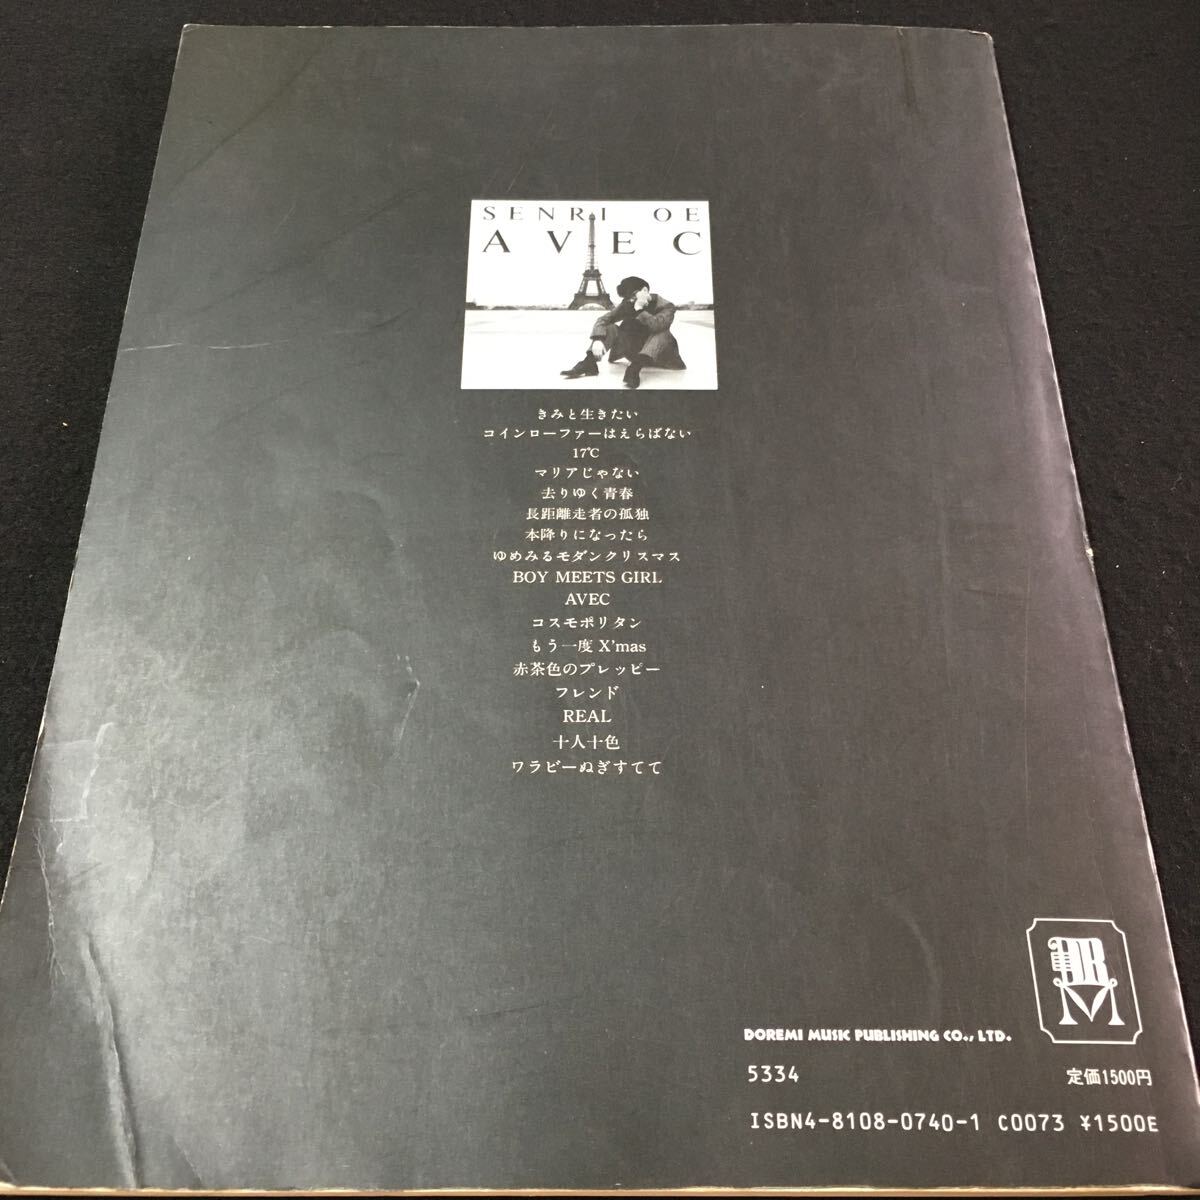 SENRI OE
AVEC
きみと生きたい
コインローファーはえらばない
17℃
マリアじゃない
去りゆく青春
長距離走者の孤独
本降りになったら
ゆめみるモダンクリスマス
BOY MEETS GIRL
AVEC
コスモポリタン
もう一度 X'mas
赤茶色のプレッピー
フレンド
REAL
十人十色
ワラビーぬぎすてて
DRM
DOREMI MUSIC PUBLISHING CO., LTD.
5334 定価1500円
ISBN4-8108-0740-1 C0073 ¥1500E